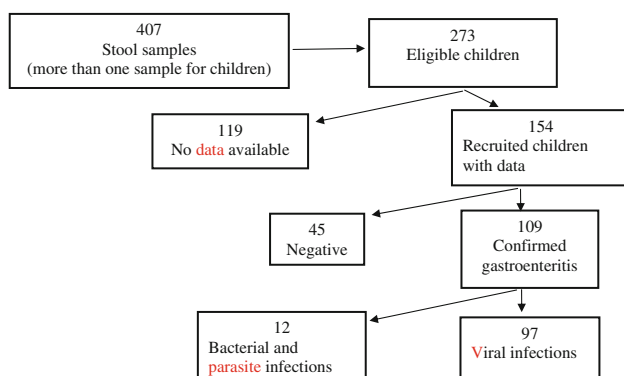 407
Stool samples
(more than one sample for children)
273
Eligible children
119
No data available
154
Recruited children
with data
45
Negative
109
Confirmed
gastroenteritis
12
Bacterial and
parasite infections
97
Viral infections